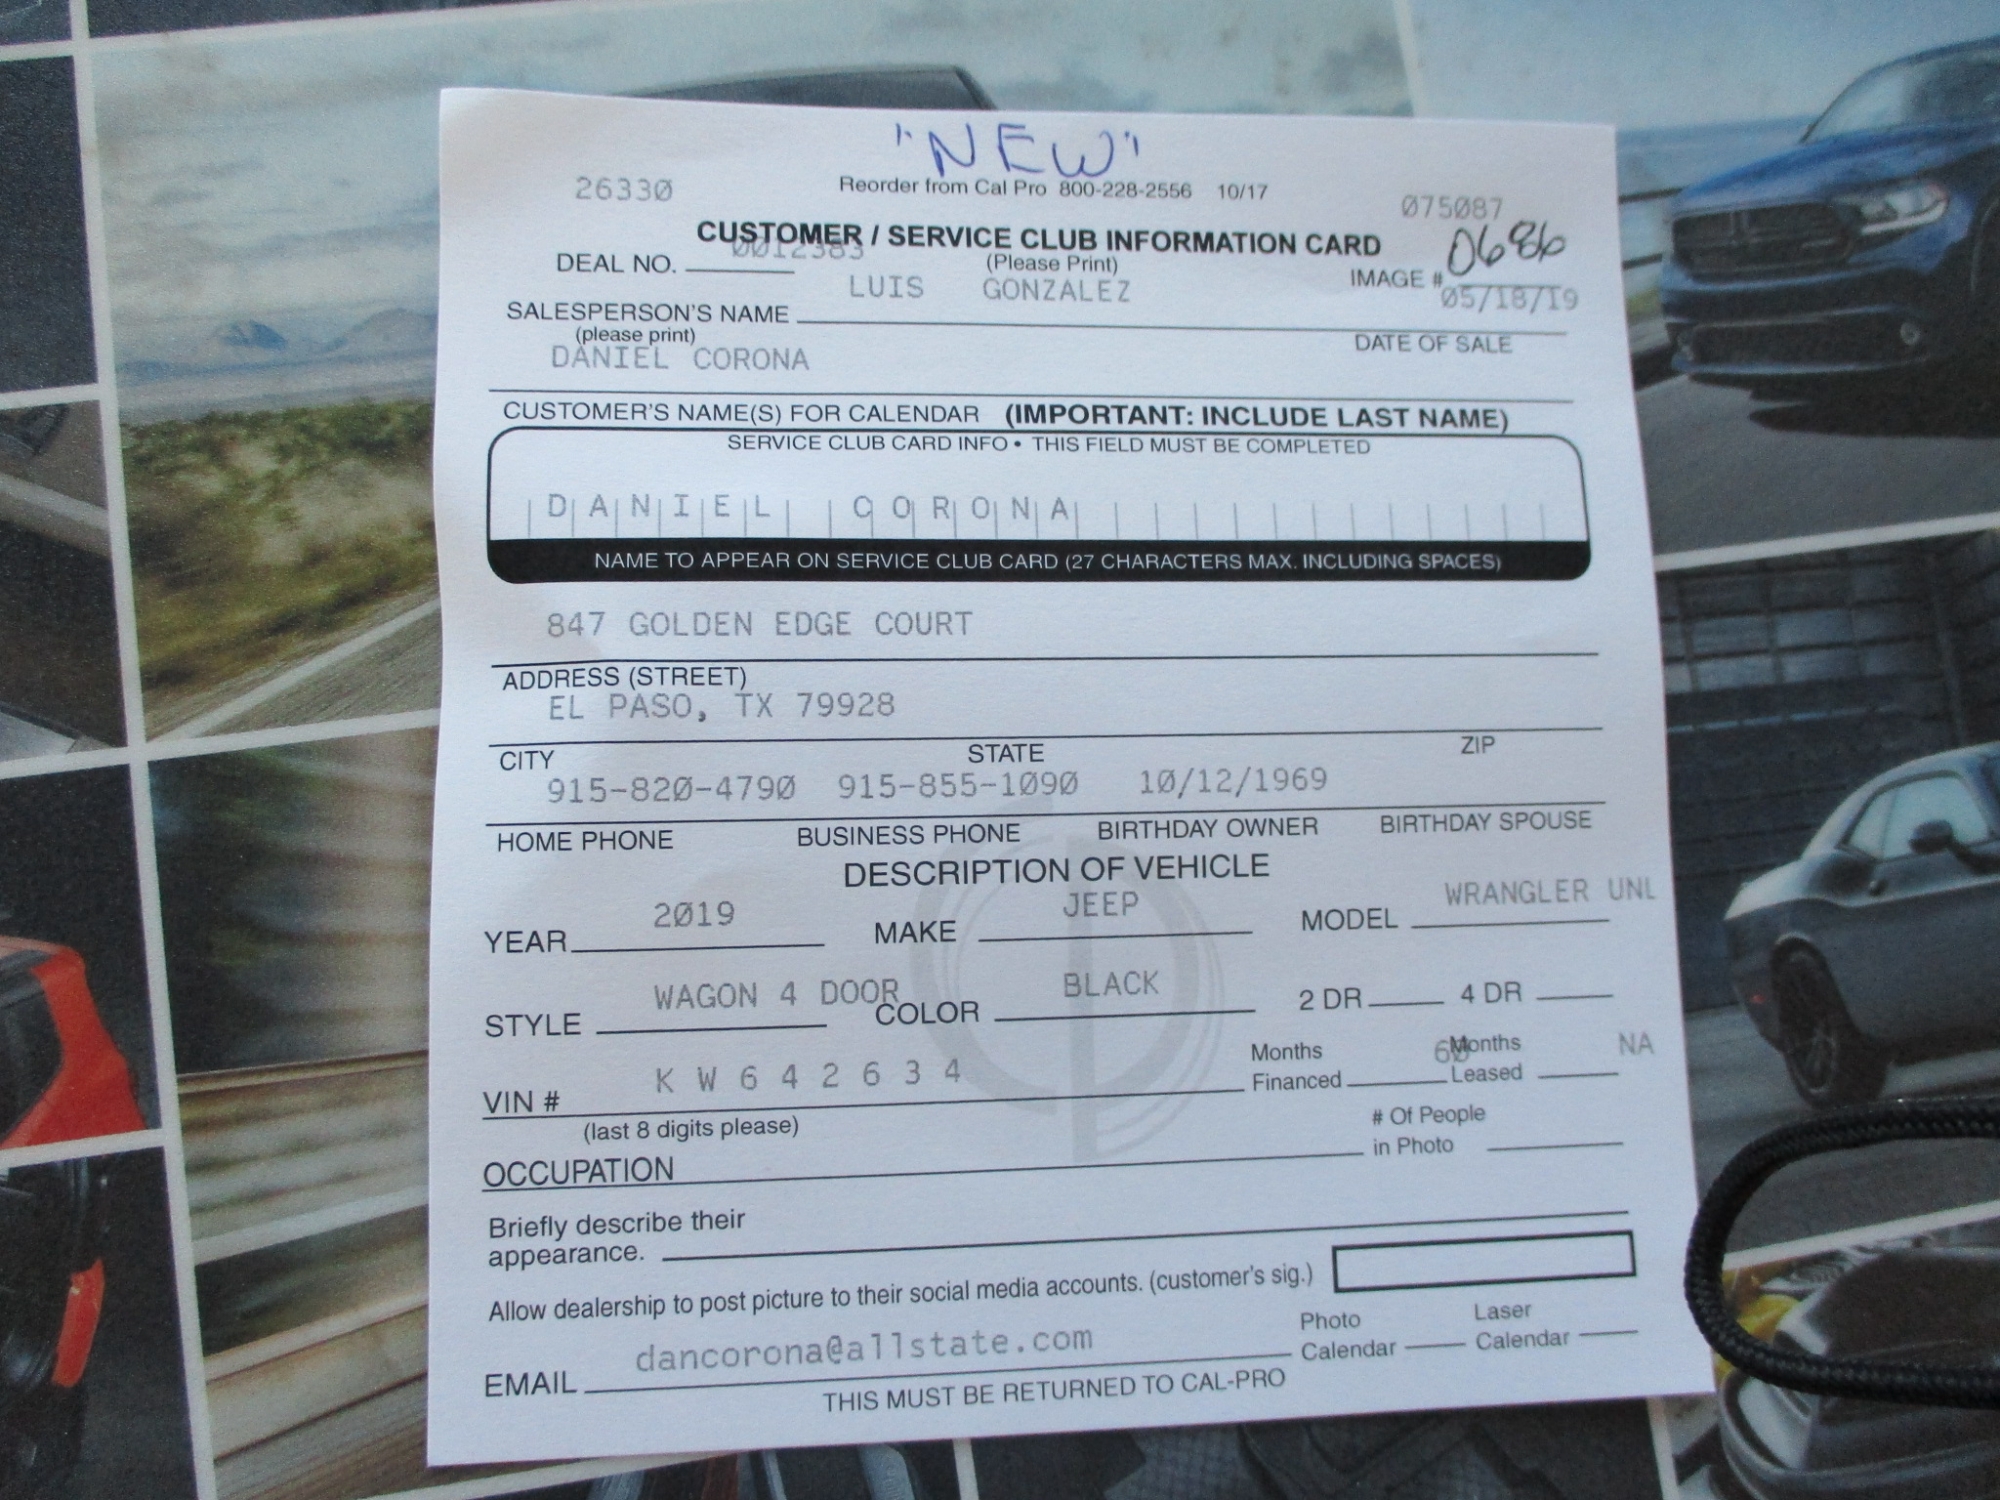 "NEW"
26330 Reorder from Cal Pro 800-228-2556 10/17 075087
CUSTOMER / SERVICE CLUB INFORMATION CARD
DEAL NO. 0012383 (Please Print) IMAGE # 0686
LUIS GONZALEZ 05/18/19
SALESPERSON'S NAME DATE OF SALE
(please print)
DANIEL CORONA
CUSTOMER'S NAME(S) FOR CALENDAR (IMPORTANT: INCLUDE LAST NAME)
SERVICE CLUB CARD INFO • THIS FIELD MUST BE COMPLETED
DANIEL CORONA
NAME TO APPEAR ON SERVICE CLUB CARD (27 CHARACTERS MAX. INCLUDING SPACES)
847 GOLDEN EDGE COURT
ADDRESS (STREET)
EL PASO, TX 79928
CITY STATE ZIP
915-820-4790 915-855-1090 10/12/1969
HOME PHONE BUSINESS PHONE BIRTHDAY OWNER BIRTHDAY SPOUSE
DESCRIPTION OF VEHICLE
YEAR 2019 MAKE JEEP MODEL WRANGLER UNL
STYLE WAGON 4 DOOR COLOR BLACK 2 DR 4 DR
VIN # KW642634 Months Financed 60 Months Leased NA
(last 8 digits please)
OCCUPATION # Of People in Photo
Briefly describe their
appearance.
Allow dealership to post picture to their social media accounts. (customer's sig.)
EMAIL dancorona@allstate.com Photo Calendar Laser Calendar
THIS MUST BE RETURNED TO CAL-PRO